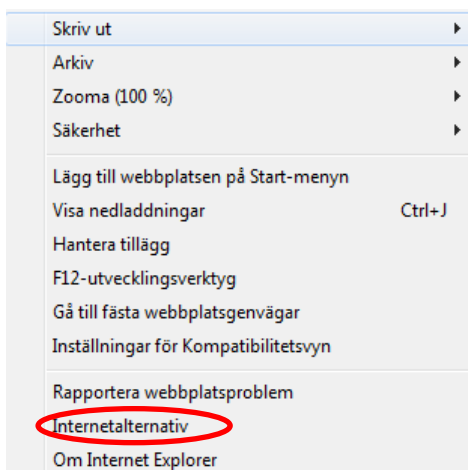 Skriv ut
Arkiv
Zooma (100 %)
Säkerhet
Lägg till webbplatsen på Start-menyn
Visa nedladdningar Ctrl+J
Hantera tillägg
F12-utvecklingsverktyg
Gå till fästa webbplatsgenvägar
Inställningar för Kompatibilitetsvyn
Rapportera webbplatsproblem
Internetalternativ
Om Internet Explorer